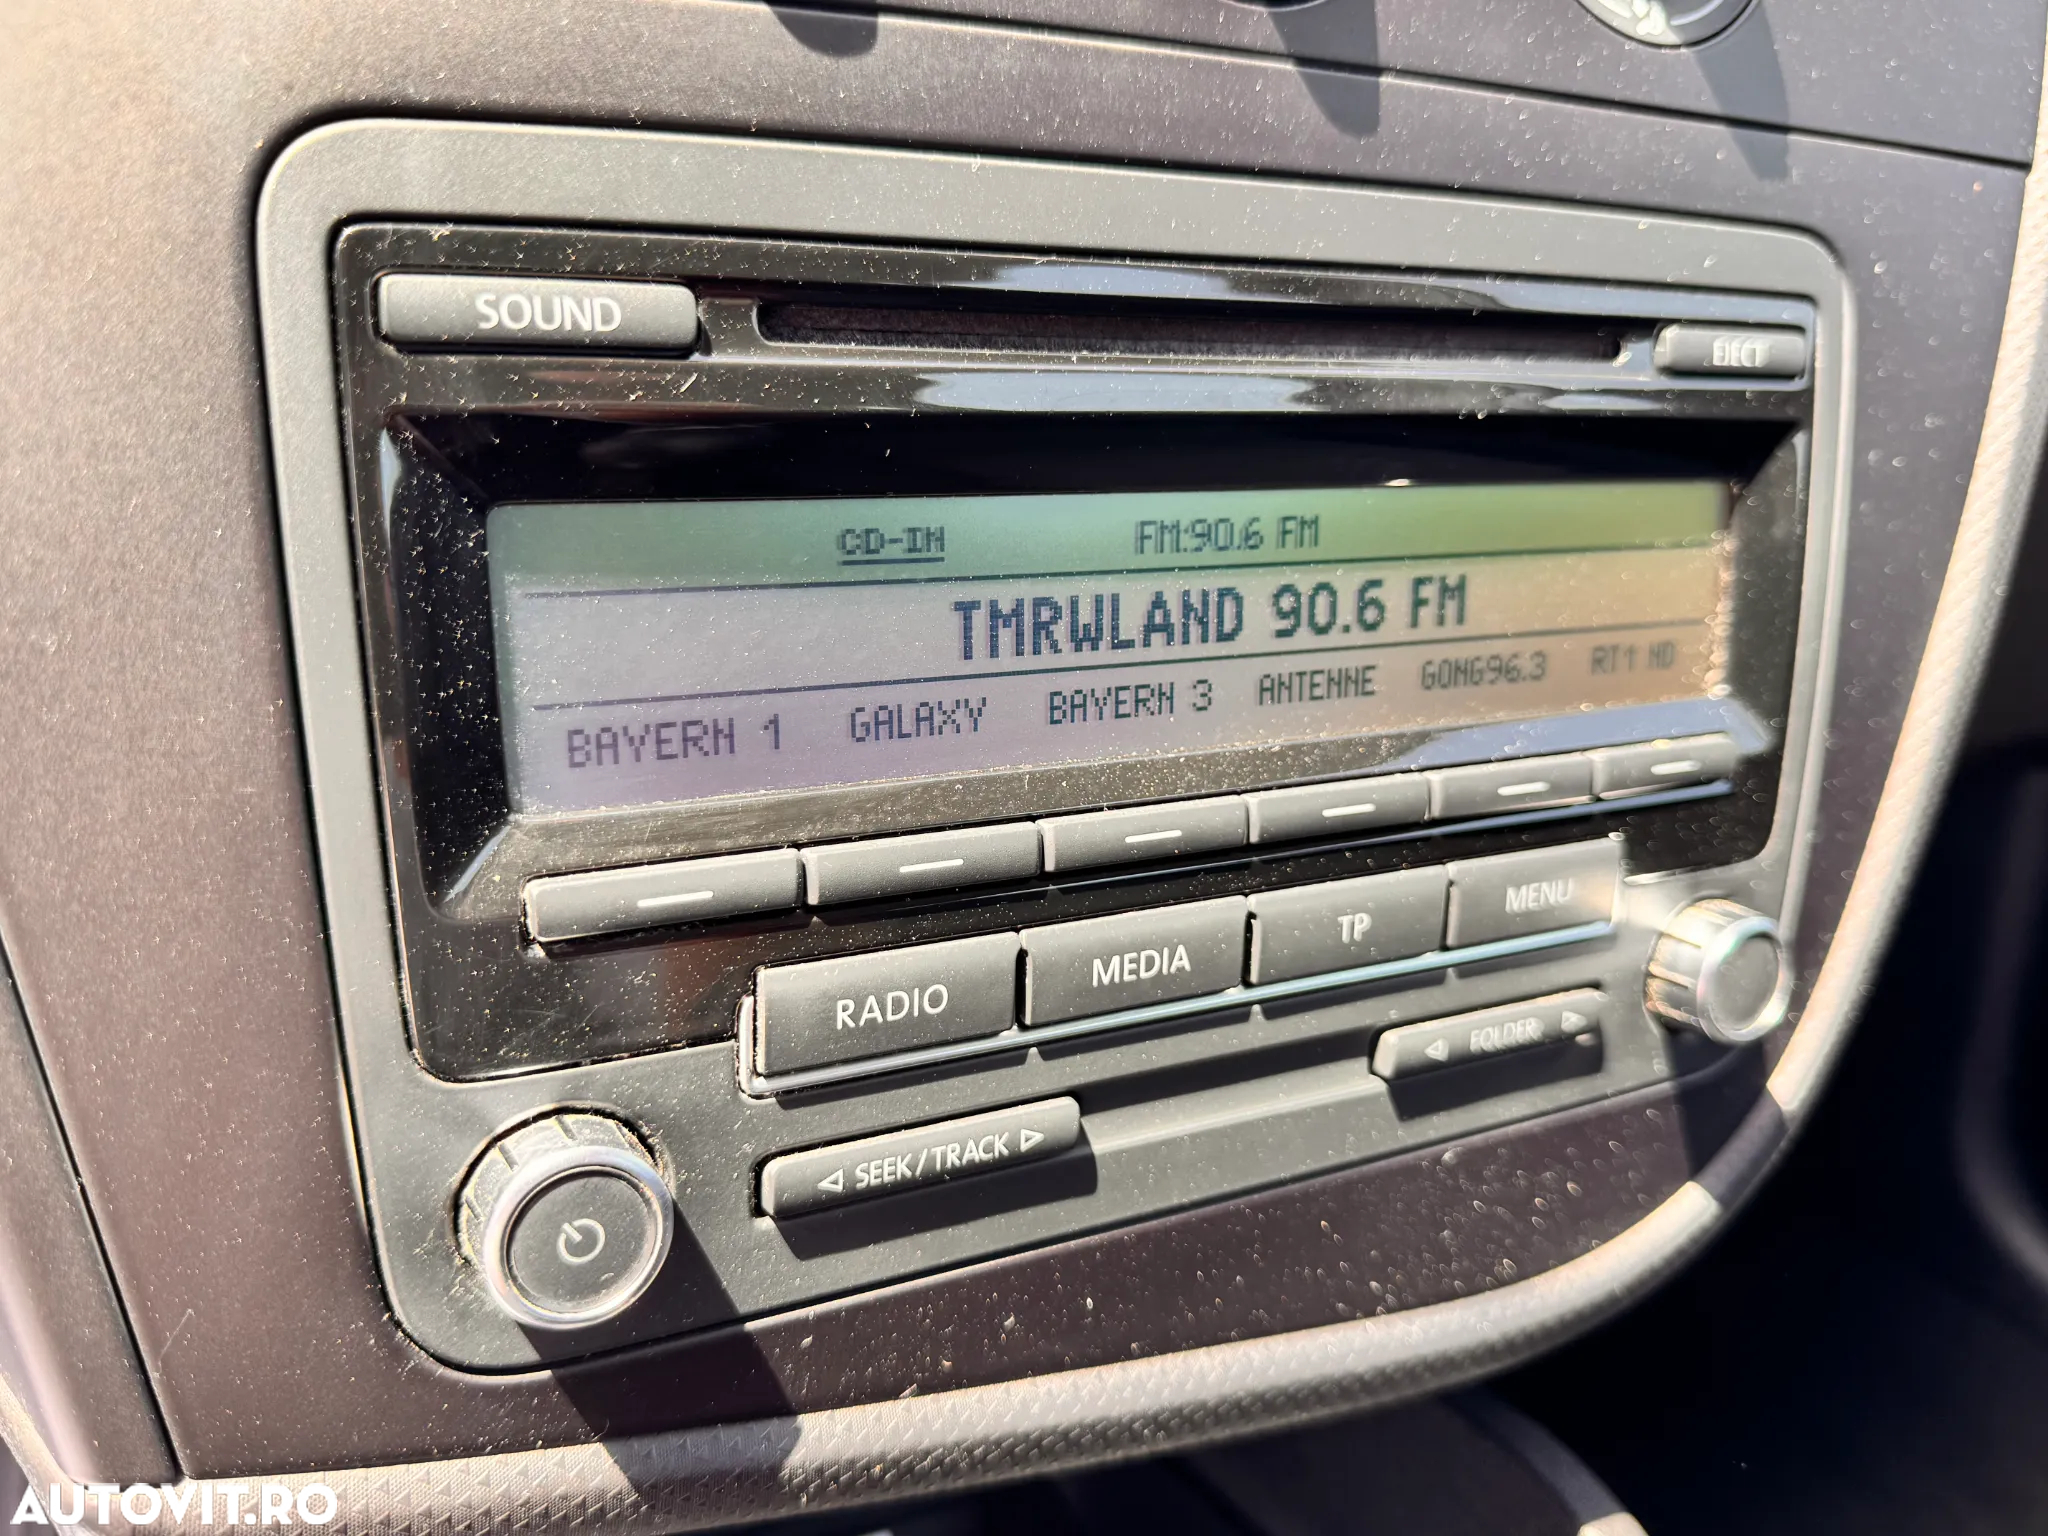 SOUND
EJECT
CD-IN FM:90.6 FM
TMRWLAND 90.6 FM
BAYERN 1 GALAXY BAYERN 3 ANTENNE GONG96.3 RT1 ND
RADIO MEDIA TP MENU
SEEK/TRACK
FOLDER
AUTOVIT.RO